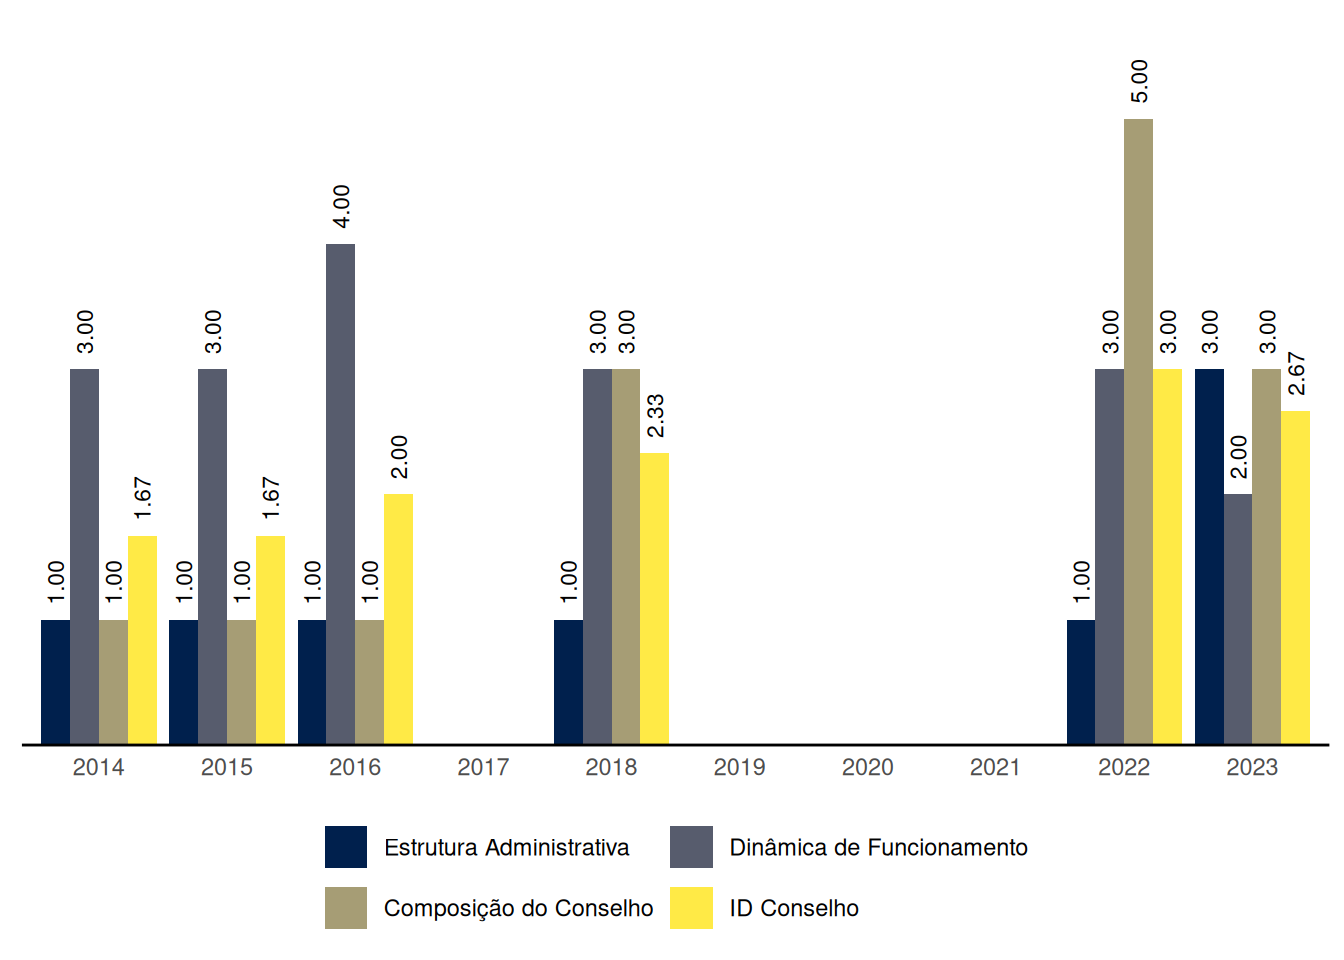 5.00
4.00
3.00 3.00 3.00 3.00 3.00 3.00 3.00 3.00
2.67
2.33
2.00 2.00
1.67 1.67
1.00 1.00 1.00 1.00 1.00 1.00 1.00 1.00
2014 2015 2016 2017 2018 2019 2020 2021 2022 2023
Estrutura Administrativa Dinâmica de Funcionamento
Composição do Conselho ID Conselho